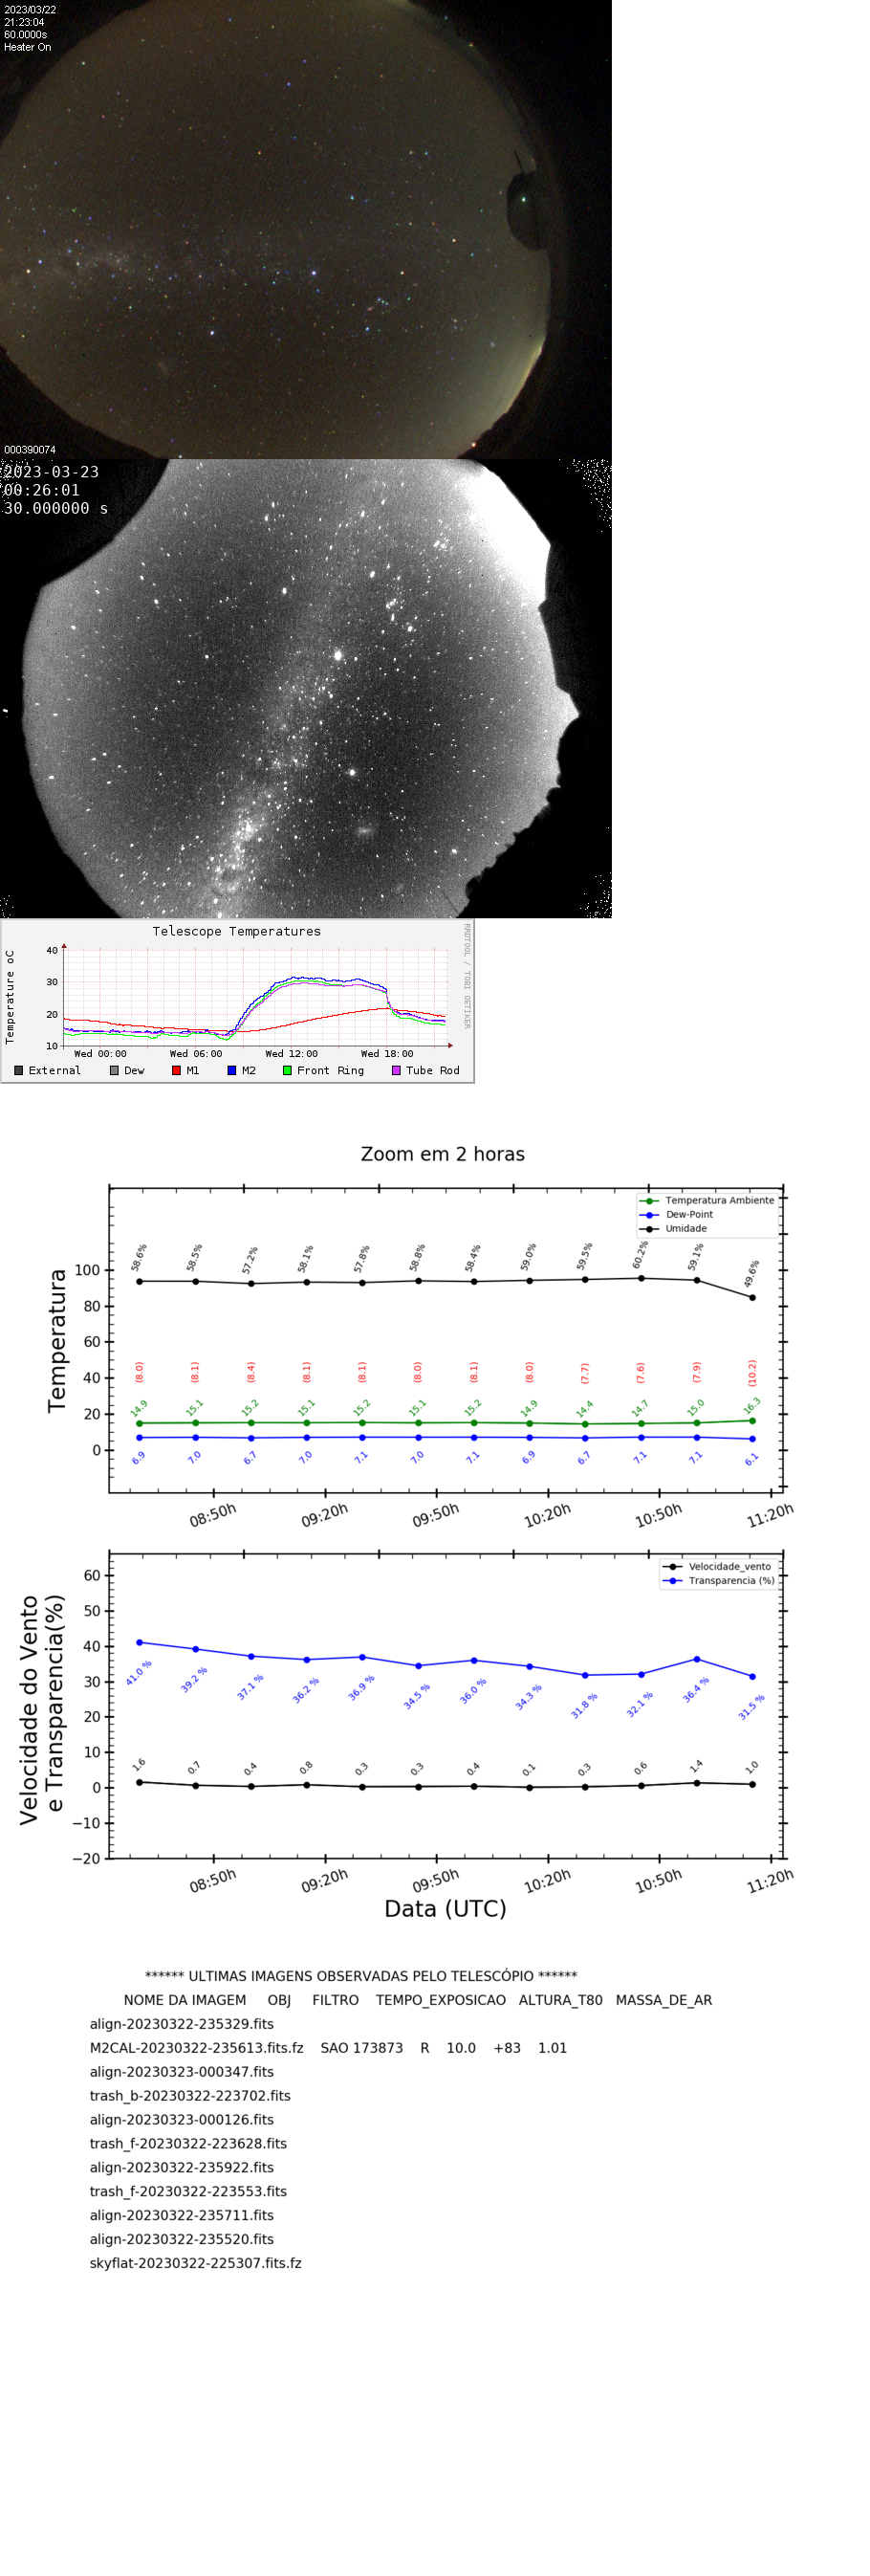 2023/03/22
21:23:04
60.0000s
Heater On
000390074
2023-03-23
00:26:01
30.000000 s
Telescope Temperatures
RRDTOOL / TOBI OETIKER
Temperature oC
40
30
20
10
Wed 00:00 Wed 06:00 Wed 12:00 Wed 18:00
External Dew M1 M2 Front Ring Tube Rod
Zoom em 2 horas
Temperatura Ambiente
Dew-Point
Umidade
Temperatura
100
80
60
40
20
0
58.6% 58.5% 57.2% 58.1% 57.8% 58.8% 58.4% 59.0% 59.5% 60.2% 59.1% 49.6%
(8.0) (8.1) (8.4) (8.1) (8.1) (8.0) (8.1) (8.0) (7.7) (7.6) (7.9) (10.2)
14.9 15.1 15.2 15.1 15.2 15.1 15.2 14.9 14.4 14.7 15.0 16.3
6.9 7.0 6.7 7.0 7.1 7.0 7.1 6.9 6.7 7.1 7.1 6.1
08:50h 09:20h 09:50h 10:20h 10:50h 11:20h
Velocidade_vento
Transparencia (%)
Velocidade do Vento
e Transparencia(%)
60
50
40
30
20
10
0
−10
−20
41.0 % 39.2 % 37.1 % 36.2 % 36.9 % 34.5 % 36.0 % 34.3 % 31.8 % 32.1 % 36.4 % 31.5 %
1.6 0.7 0.4 0.8 0.3 0.3 0.4 0.1 0.3 0.6 1.4 1.0
08:50h 09:20h 09:50h 10:20h 10:50h 11:20h
Data (UTC)
****** ULTIMAS IMAGENS OBSERVADAS PELO TELESCÓPIO ******
NOME DA IMAGEM OBJ FILTRO TEMPO_EXPOSICAO ALTURA_T80 MASSA_DE_AR
align-20230322-235329.fits
M2CAL-20230322-235613.fits.fz SAO 173873 R 10.0 +83 1.01
align-20230323-000347.fits
trash_b-20230322-223702.fits
align-20230323-000126.fits
trash_f-20230322-223628.fits
align-20230322-235922.fits
trash_f-20230322-223553.fits
align-20230322-235711.fits
align-20230322-235520.fits
skyflat-20230322-225307.fits.fz